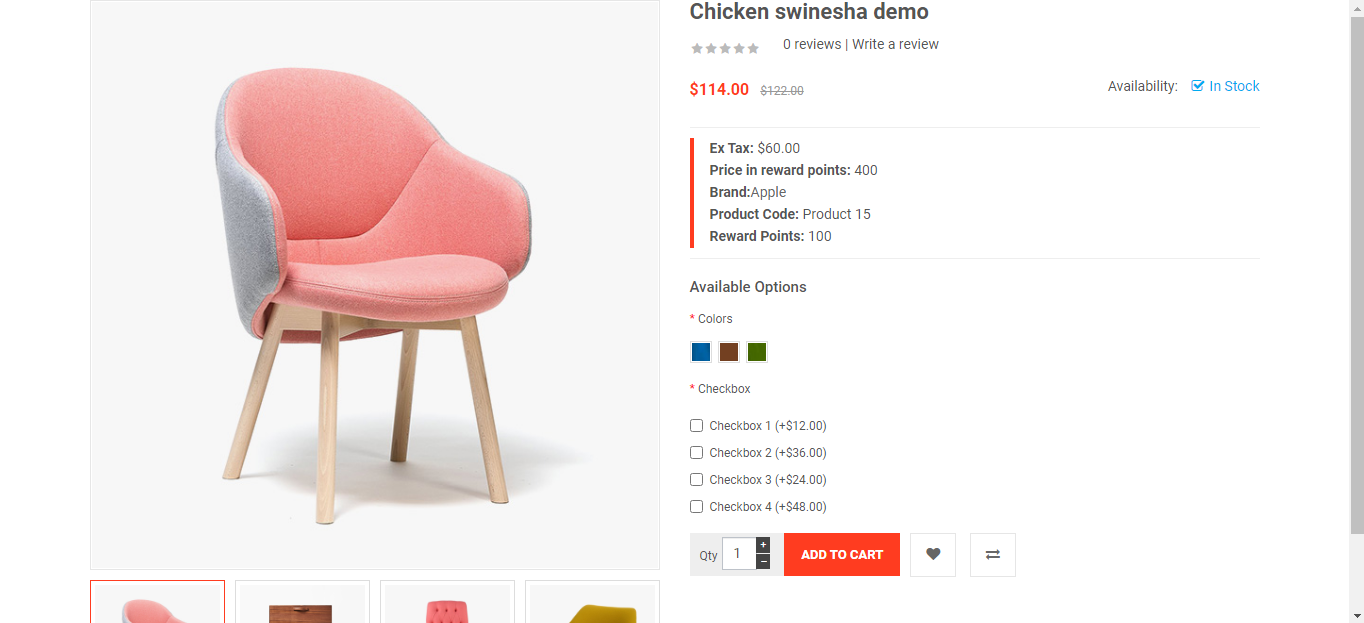 Chicken swinesha demo
0 reviews | Write a review
$114.00 $122.00
Availability: In Stock
Ex Tax: $60.00
Price in reward points: 400
Brand:Apple
Product Code: Product 15
Reward Points: 100
Available Options
* Colors
* Checkbox
Checkbox 1 (+$12.00)
Checkbox 2 (+$36.00)
Checkbox 3 (+$24.00)
Checkbox 4 (+$48.00)
Qty 1 + − ADD TO CART